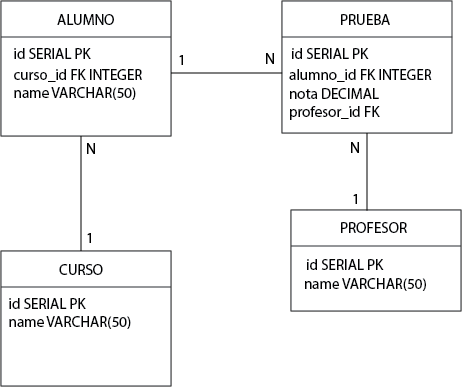 ALUMNO
id SERIAL PK
curso_id FK INTEGER
name VARCHAR(50)
1
N
PRUEBA
id SERIAL PK
alumno_id FK INTEGER
nota DECIMAL
profesor_id FK
N
1
N
1
CURSO
id SERIAL PK
name VARCHAR(50)
PROFESOR
id SERIAL PK
name VARCHAR(50)